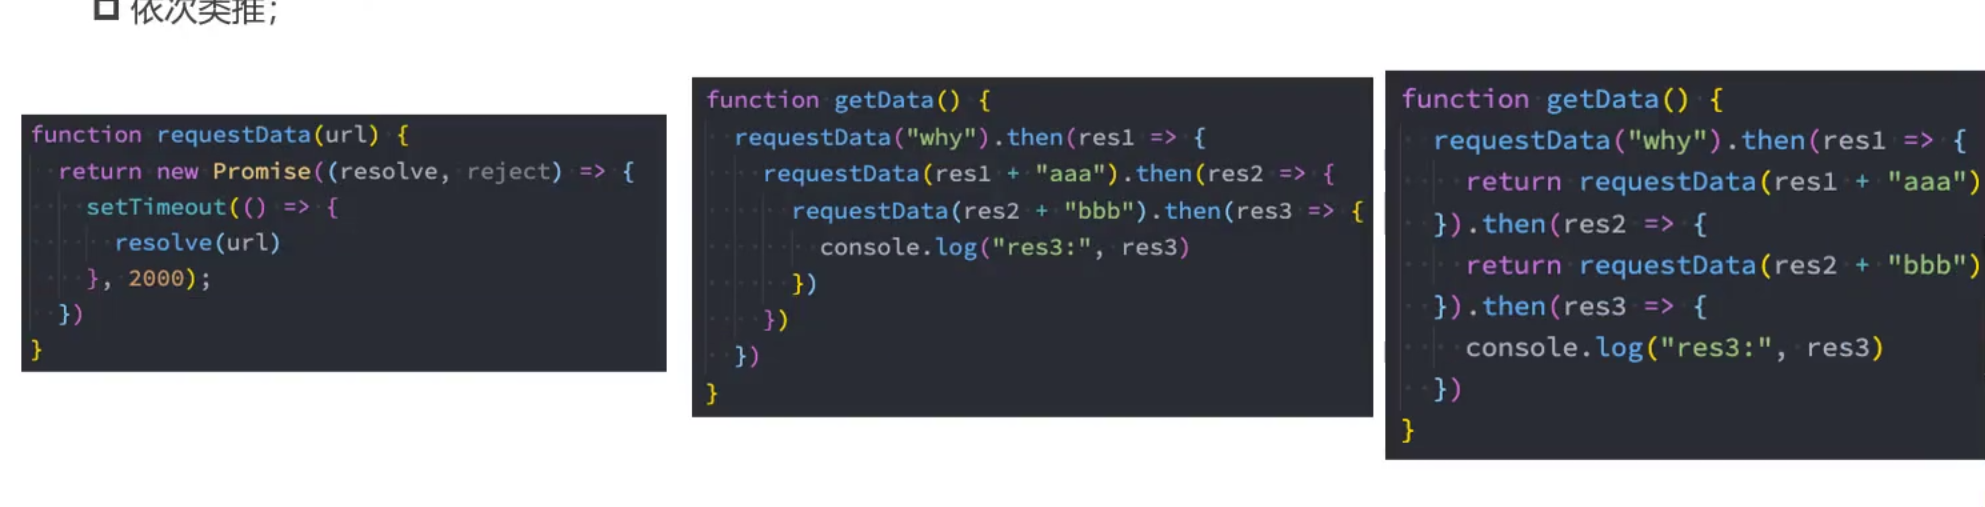 依次类推;
function requestData(url) {
return new Promise((resolve, reject) => {
setTimeout(() => {
resolve(url)
}, 2000);
})
}
function getData() {
requestData("why").then(res1 => {
requestData(res1 + "aaa").then(res2 => {
requestData(res2 + "bbb").then(res3 => {
console.log("res3:", res3)
})
})
})
}
function getData() {
requestData("why").then(res1 => {
return requestData(res1 + "aaa")
}).then(res2 => {
return requestData(res2 + "bbb")
}).then(res3 => {
console.log("res3:", res3)
})
}